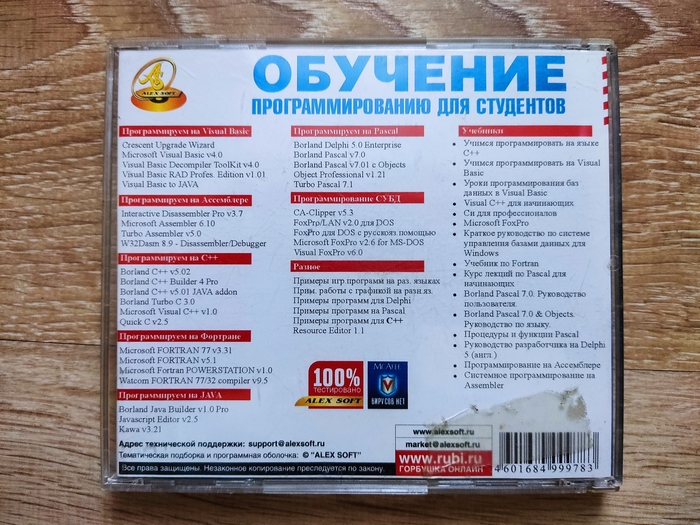 ALEX SOFT
ОБУЧЕНИЕ
ПРОГРАММИРОВАНИЮ ДЛЯ СТУДЕНТОВ
Программируем на Visual Basic
Crescent Upgrade Wizard
Microsoft Visual Basic v4.0
Visual Basic Decompiler ToolKit v4.0
Visual Basic RAD Profes. Edition v1.01
Visual Basic to JAVA
Программируем на Ассемблере
Interactive Disassembler Pro v3.7
Microsoft Assembler 6.10
Turbo Assembler v5.0
W32Dasm 8.9 - Disassembler/Debugger
Программируем на C++
Borland C++ v5.02
Borland C++ Builder 4 Pro
Borland C++ v5.01 JAVA addon
Borland Turbo C 3.0
Microsoft Visual C++ v1.0
Quick C v2.5
Программируем на Фортране
Microsoft FORTRAN 77 v3.31
Microsoft FORTRAN v5.1
Microsoft Fortran POWERSTATION v1.0
Watcom FORTRAN 77/32 compiler v9.5
Программируем на JAVA
Borland Java Builder v1.0 Pro
Javascript Editor v2.5
Kawa v3.21
Программируем на Pascal
Borland Delphi 5.0 Enterprise
Borland Pascal v7.0
Borland Pascal v7.01 c Objects
Object Professional v1.21
Turbo Pascal 7.1
Программирование СУБД
CA-Clipper v5.3
FoxPro/LAN v2.0 для DOS
FoxPro для DOS с русскязь помощью
Microsoft FoxPro v2.6 for MS-DOS
Visual FoxPro v6.0
Разное
Примеры игр.программ на раз. языках
Прим. работы с графикой на разн яз.
Примеры программ для Delphi
Примеры программ на Pascal
Примеры программ для C++
Resource Editor 1.1
100%
тестировано
ALEX SOFT
McAfee
ВИРУСОВ НЕТ
Учебники
• Учимся программировать на языке
C++
• Учимся программировать на Visual
Basic
• Уроки программирования баз
данных в Visual Basic
• Visual C++ для начинающих
• Си для профессионалов
• Microsoft FoxPro
• Краткое руководство по системе
управления базами данных для
Windows
• Учебник по Fortran
• Курс лекций по Pascal для
начинающих
• Borland Pascal 7.0. Руководство
пользователя.
• Borland Pascal 7.0 & Objects.
Руководство по языку.
• Процедуры и функции Pascal
• Руководство разработчика на Delphi
5 (англ.)
• Программирование на Ассемблере
• Системное программирование на
Assembler
Адрес технической поддержки: support@alexsoft.ru
Тематическая подборка и программная оболочка: © "ALEX SOFT"
Все права защищены. Незаконное копирование преследуется по закону.
www.alexsoft.ru
market@alexsoft.ru
www.rubi.ru
ГОРБУШКА ОНЛАЙН
4601684999783